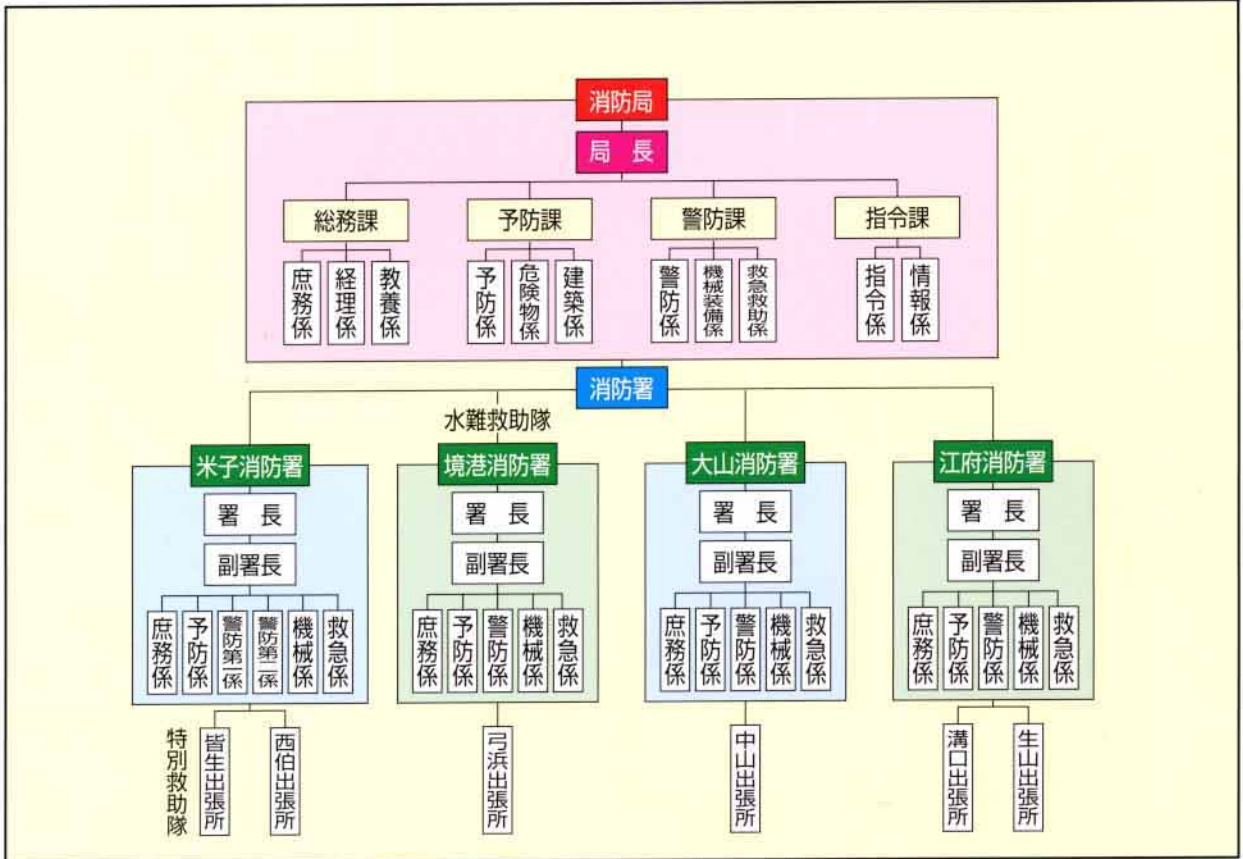 消防局
局　長
総務課
予防課
警防課
指令課
庶務係
経理係
教養係
予防係
危険物係
建築係
警防係
機械装備係
救急救助係
指令係
情報係
消防署
水難救助隊
米子消防署
境港消防署
大山消防署
江府消防署
署　長
署　長
署　長
署　長
副署長
副署長
副署長
副署長
庶務係
予防係
警防第一係
警防第二係
機械係
救急係
庶務係
予防係
警防係
機械係
救急係
庶務係
予防係
警防係
機械係
救急係
庶務係
予防係
警防係
機械係
救急係
特別救助隊
皆生出張所
西伯出張所
弓浜出張所
中山出張所
溝口出張所
生山出張所